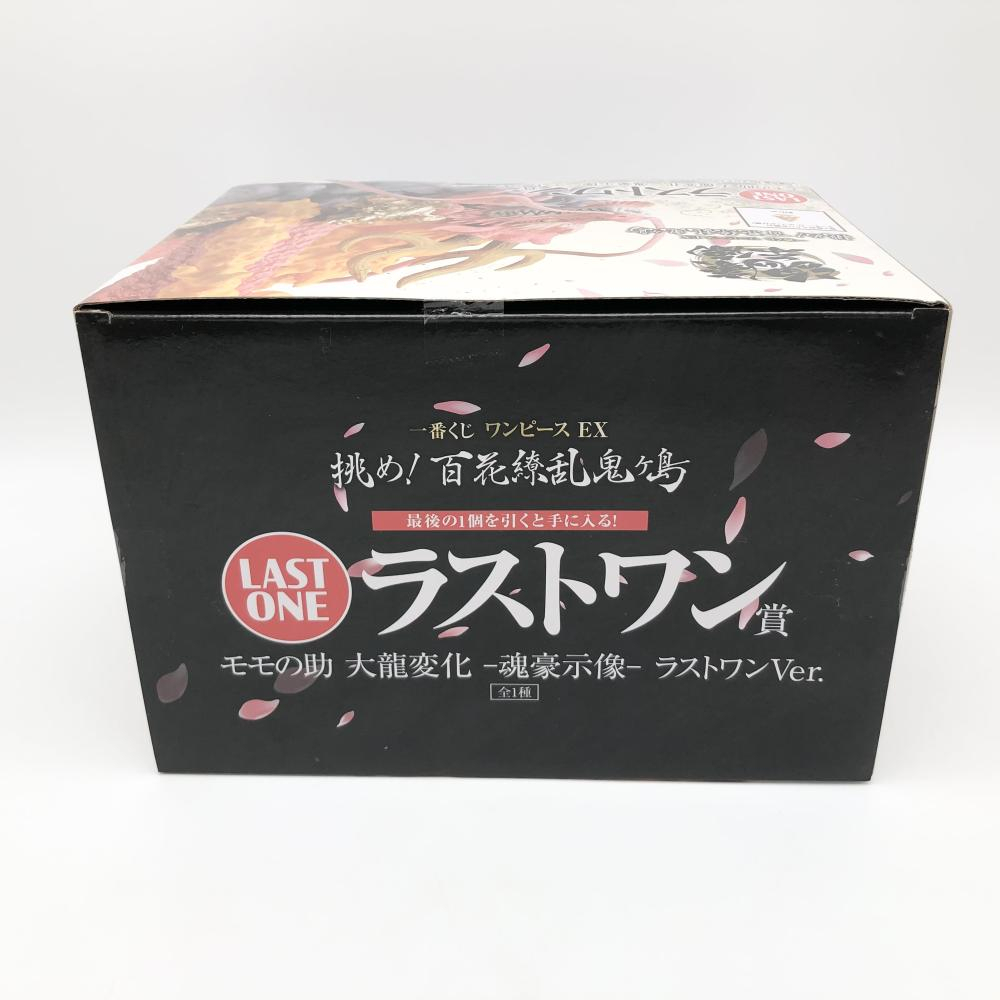 一番くじ ワンピース EX
挑め!百花繚乱鬼ヶ島
最後の1個を引くと手に入る!
LAST ONE
ラストワン賞
モモの助 大龍変化 -魂豪示像- ラストワンVer.
全1種